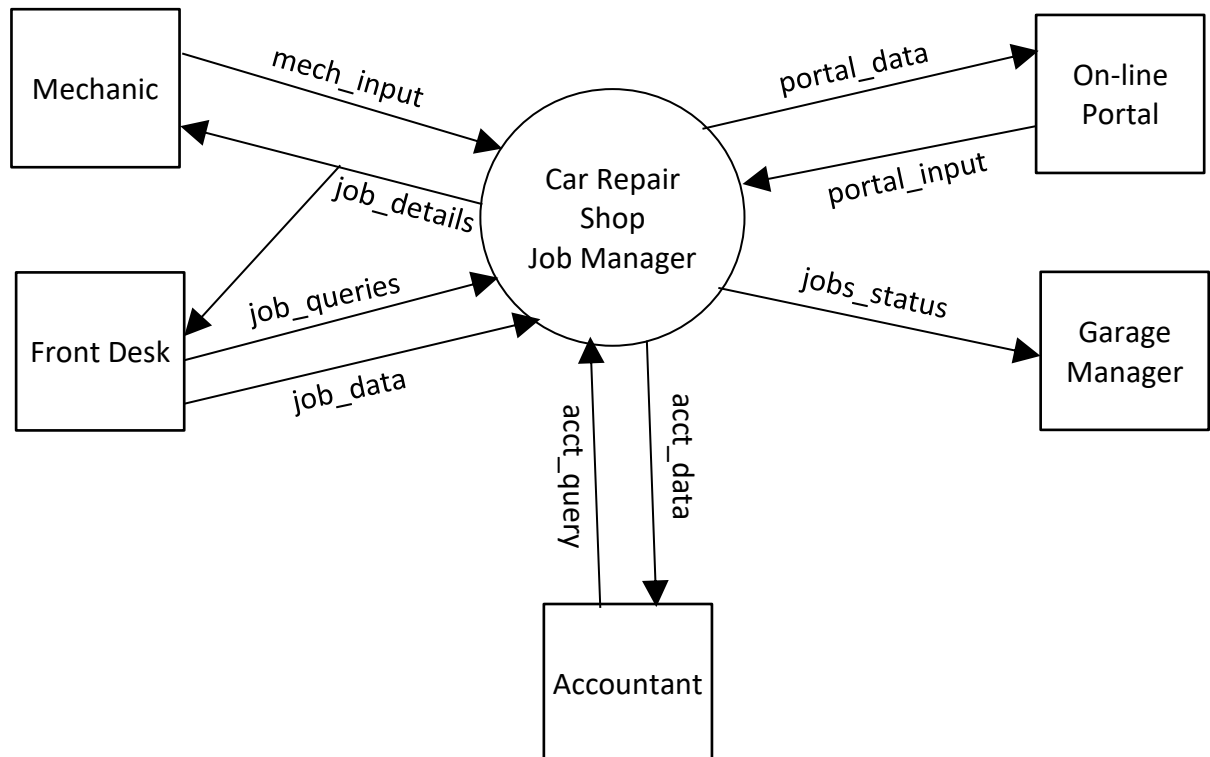 Mechanic
mech_input
job_details
Front Desk
job_queries
job_data
Car Repair
Shop
Job Manager
portal_data
portal_input
On-line
Portal
jobs_status
Garage
Manager
acct_query
acct_data
Accountant